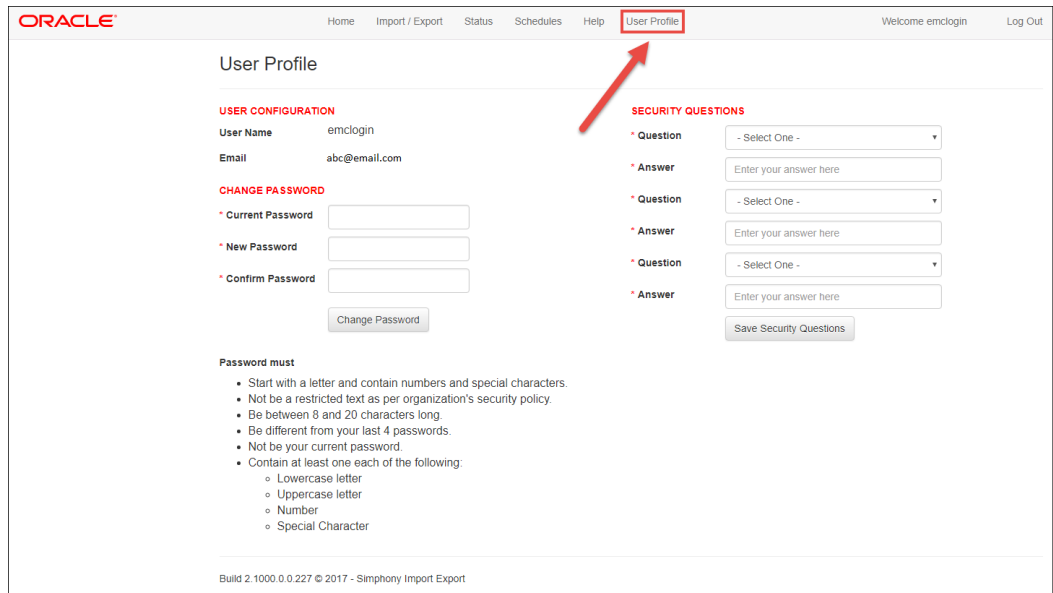 ORACLE®
Home Import / Export Status Schedules Help User Profile Welcome emclogin Log Out
User Profile
USER CONFIGURATION
User Name emclogin
Email abc@email.com
CHANGE PASSWORD
* Current Password
* New Password
* Confirm Password
Change Password
SECURITY QUESTIONS
* Question - Select One -
* Answer Enter your answer here
* Question - Select One -
* Answer Enter your answer here
* Question - Select One -
* Answer Enter your answer here
Save Security Questions
Password must
• Start with a letter and contain numbers and special characters.
• Not be a restricted text as per organization's security policy.
• Be between 8 and 20 characters long.
• Be different from your last 4 passwords.
• Not be your current password.
• Contain at least one each of the following:
◦ Lowercase letter
◦ Uppercase letter
◦ Number
◦ Special Character
Build 2.1000.0.0.227 © 2017 - Simphony Import Export